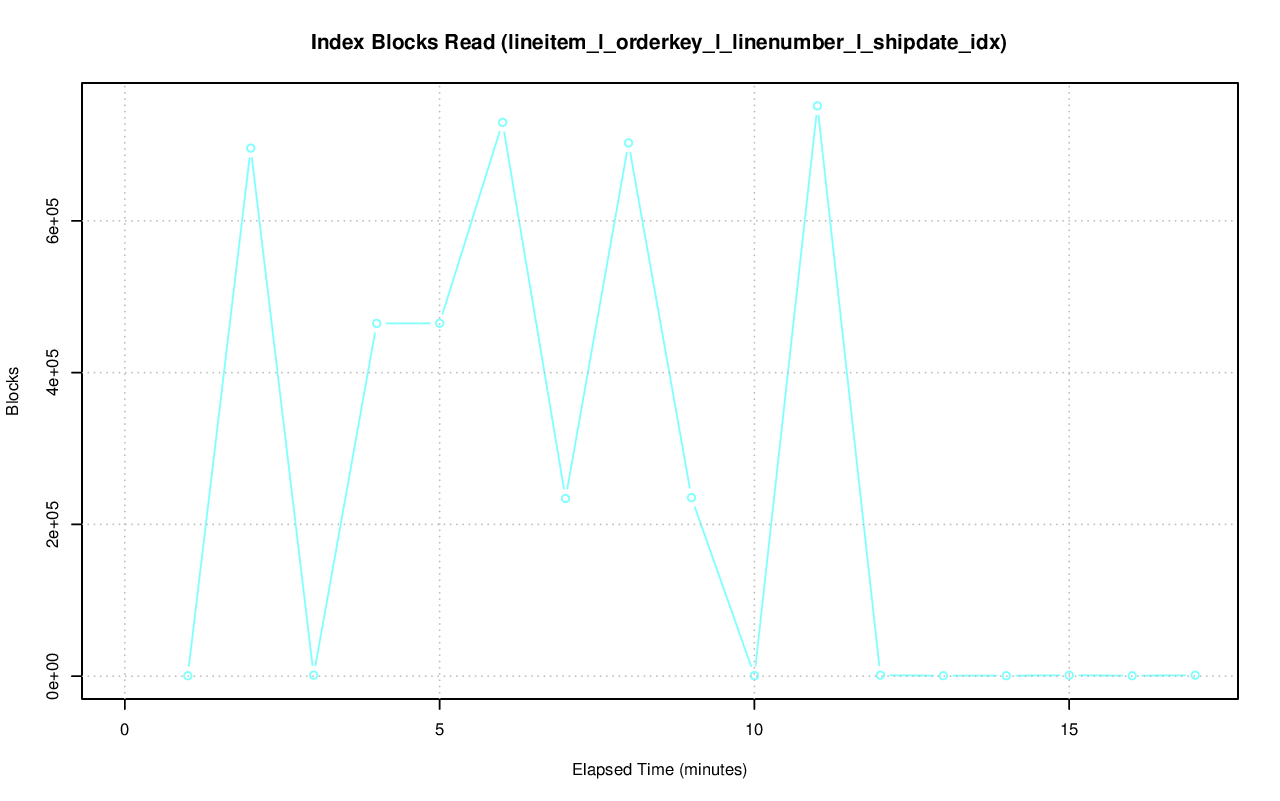 Index Blocks Read (lineitem_l_orderkey_l_linenumber_l_shipdate_idx)
6e+05
4e+05
2e+05
0e+00
Blocks
0 5 10 15
Elapsed Time (minutes)